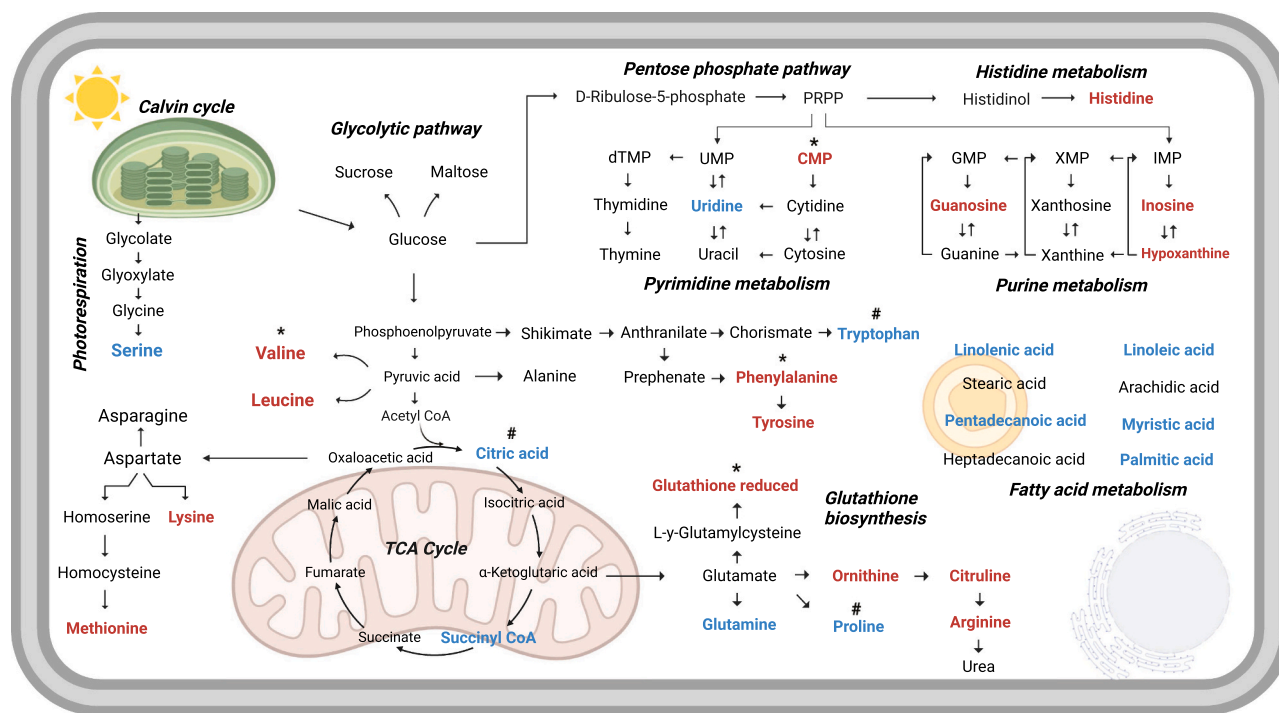 Pentose phosphate pathway
Histidine metabolism
Calvin cycle
D-Ribulose-5-phosphate
PRPP
Histidinol
Histidine
Glycolytic pathway
*
dTMP
UMP
CMP
GMP
XMP
IMP
Sucrose
Maltose
Thymidine
Uridine
Cytidine
Guanosine
Xanthosine
Inosine
Glycolate
Glucose
Thymine
Uracil
Cytosine
Guanine
Xanthine
Hypoxanthine
Photorespiration
Glyoxylate
Pyrimidine metabolism
Purine metabolism
Glycine
Serine
*
Valine
Leucine
Phosphoenolpyruvate
Shikimate
Anthranilate
Chorismate
#
Tryptophan
Pyruvic acid
Alanine
Prephenate
*
Phenylalanine
Tyrosine
Linolenic acid
Linoleic acid
Stearic acid
Arachidic acid
Pentadecanoic acid
Myristic acid
Heptadecanoic acid
Palmitic acid
Fatty acid metabolism
Acetyl CoA
Asparagine
Aspartate
Oxaloacetic acid
#
Citric acid
Homoserine
Lysine
Malic acid
Isocitric acid
TCA Cycle
Homocysteine
Fumarate
α-Ketoglutaric acid
Methionine
Succinate
Succinyl CoA
*
Glutathione reduced
Glutathione
biosynthesis
L-y-Glutamylcysteine
Glutamate
Ornithine
Citruline
#
Glutamine
Proline
Arginine
Urea